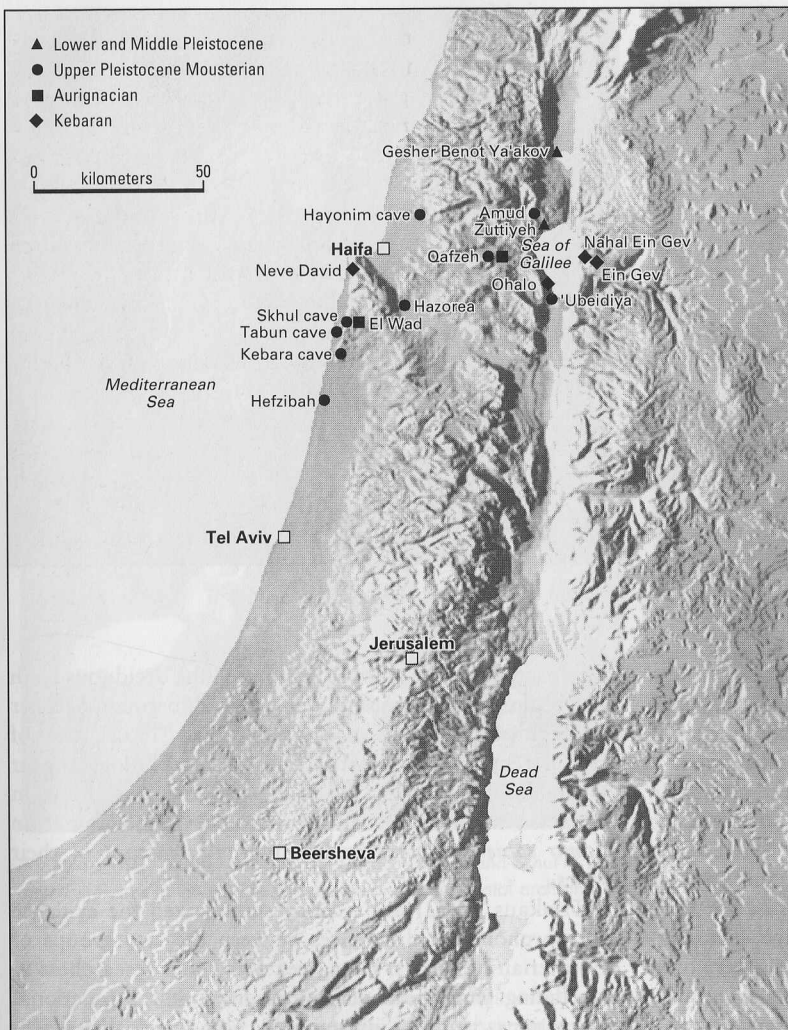 Lower and Middle Pleistocene
Upper Pleistocene Mousterian
Aurignacian
Kebaran
0
50
kilometers
Gesher Benot Ya'akov
Hayonim cave
Amud
Zuttiyeh
Haifa
Qafzeh
Sea of
Galilee
Nahal Ein Gev
Ein Gev
Neve David
Ohalo
'Ubeidiya
Hazorea
Skhul cave
El Wad
Tabun cave
Kebara cave
Mediterranean
Sea
Hefzibah
Tel Aviv
Jerusalem
Dead
Sea
Beersheva